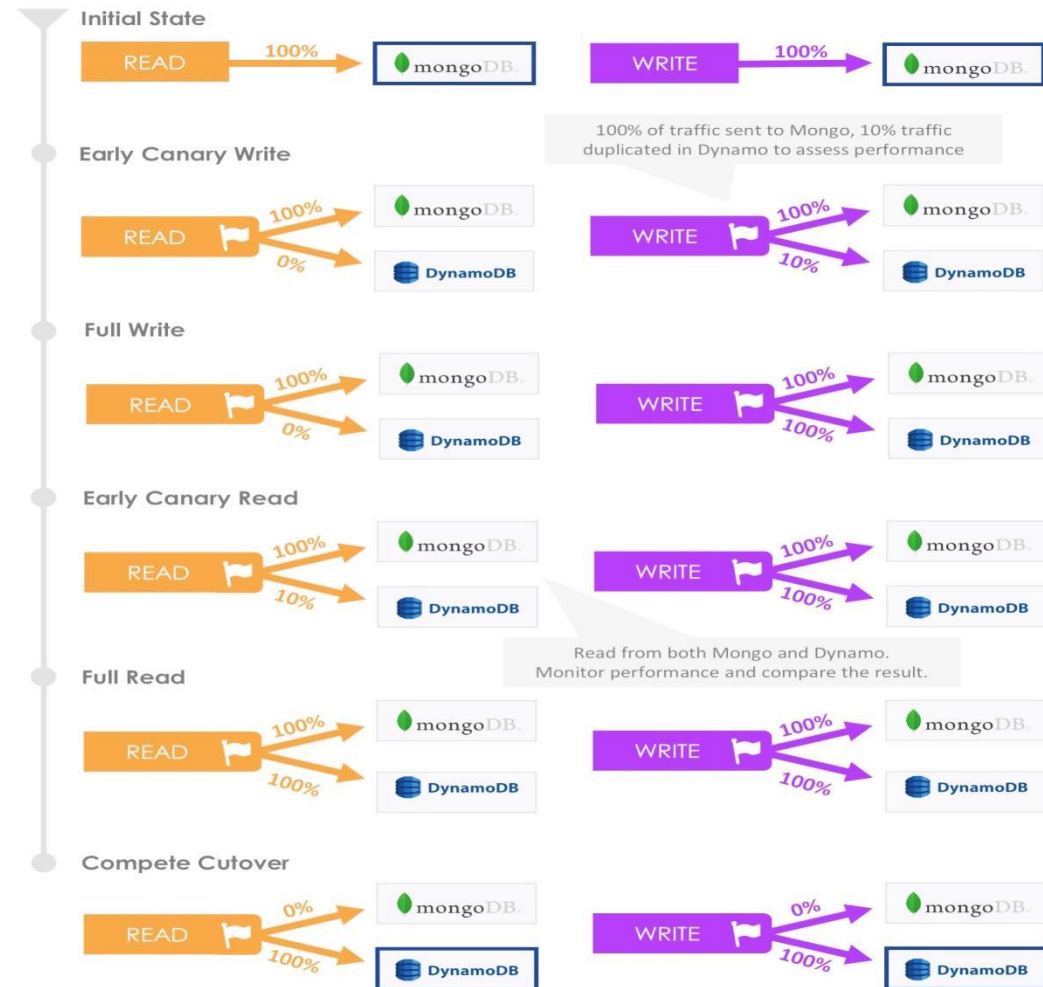 Initial State
READ 100% mongoDB. WRITE 100% mongoDB.
100% of traffic sent to Mongo, 10% traffic
duplicated in Dynamo to assess performance
Early Canary Write
READ 100% mongoDB.
0% DynamoDB
WRITE 100% mongoDB.
10% DynamoDB
Full Write
READ 100% mongoDB.
0% DynamoDB
WRITE 100% mongoDB.
100% DynamoDB
Early Canary Read
READ 100% mongoDB.
10% DynamoDB
WRITE 100% mongoDB.
100% DynamoDB
Read from both Mongo and Dynamo.
Monitor performance and compare the result.
Full Read
READ 100% mongoDB.
100% DynamoDB
WRITE 100% mongoDB.
100% DynamoDB
Compete Cutover
READ 0% mongoDB.
100% DynamoDB
WRITE 0% mongoDB.
100% DynamoDB